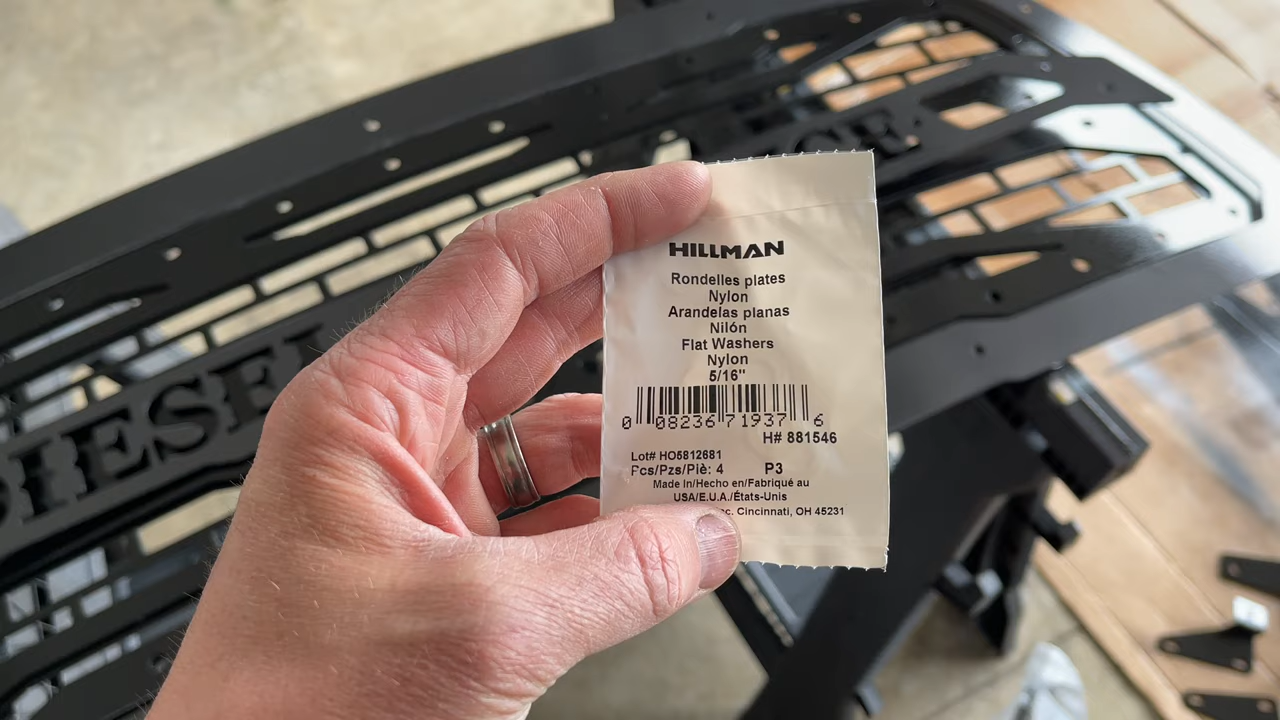 HILLMAN
Rondelles plates
Nylon
Arandelas planas
Nilón
Flat Washers
Nylon
5/16"
0 08236 71937 6
H# 881546
Lot# HO5812681
Pcs/Pzs/Piè: 4 P3
Made In/Hecho en/Fabriqué au
USA/E.U.A./États-Unis
Cincinnati, OH 45231
DIESEL